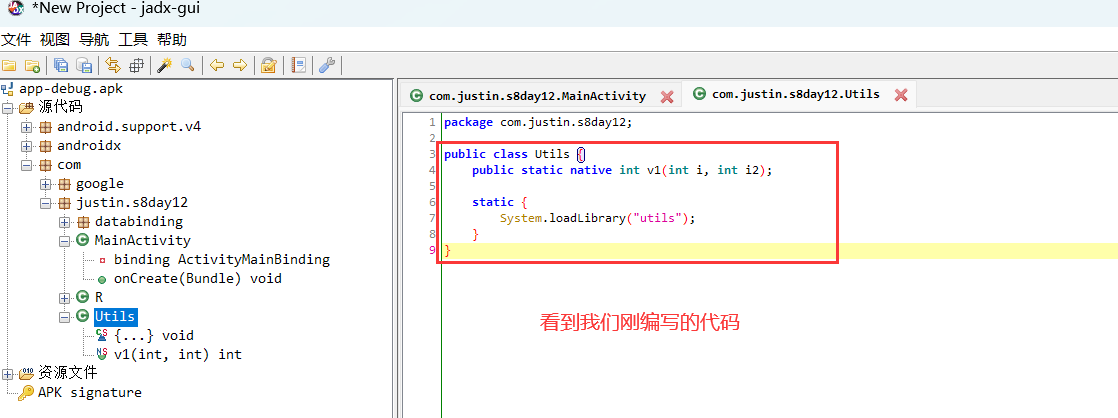 *New Project - jadx-gui
文件 视图 导航 工具 帮助
app-debug.apk
源代码
android.support.v4
androidx
com
google
justin.s8day12
databinding
MainActivity
binding ActivityMainBinding
onCreate(Bundle) void
R
Utils
{...} void
v1(int, int) int
资源文件
APK signature
com.justin.s8day12.MainActivity
com.justin.s8day12.Utils
1 package com.justin.s8day12;
2
3 public class Utils {
4 public static native int v1(int i, int i2);
5
6 static {
7 System.loadLibrary("utils");
8 }
9 }
看到我们刚编写的代码